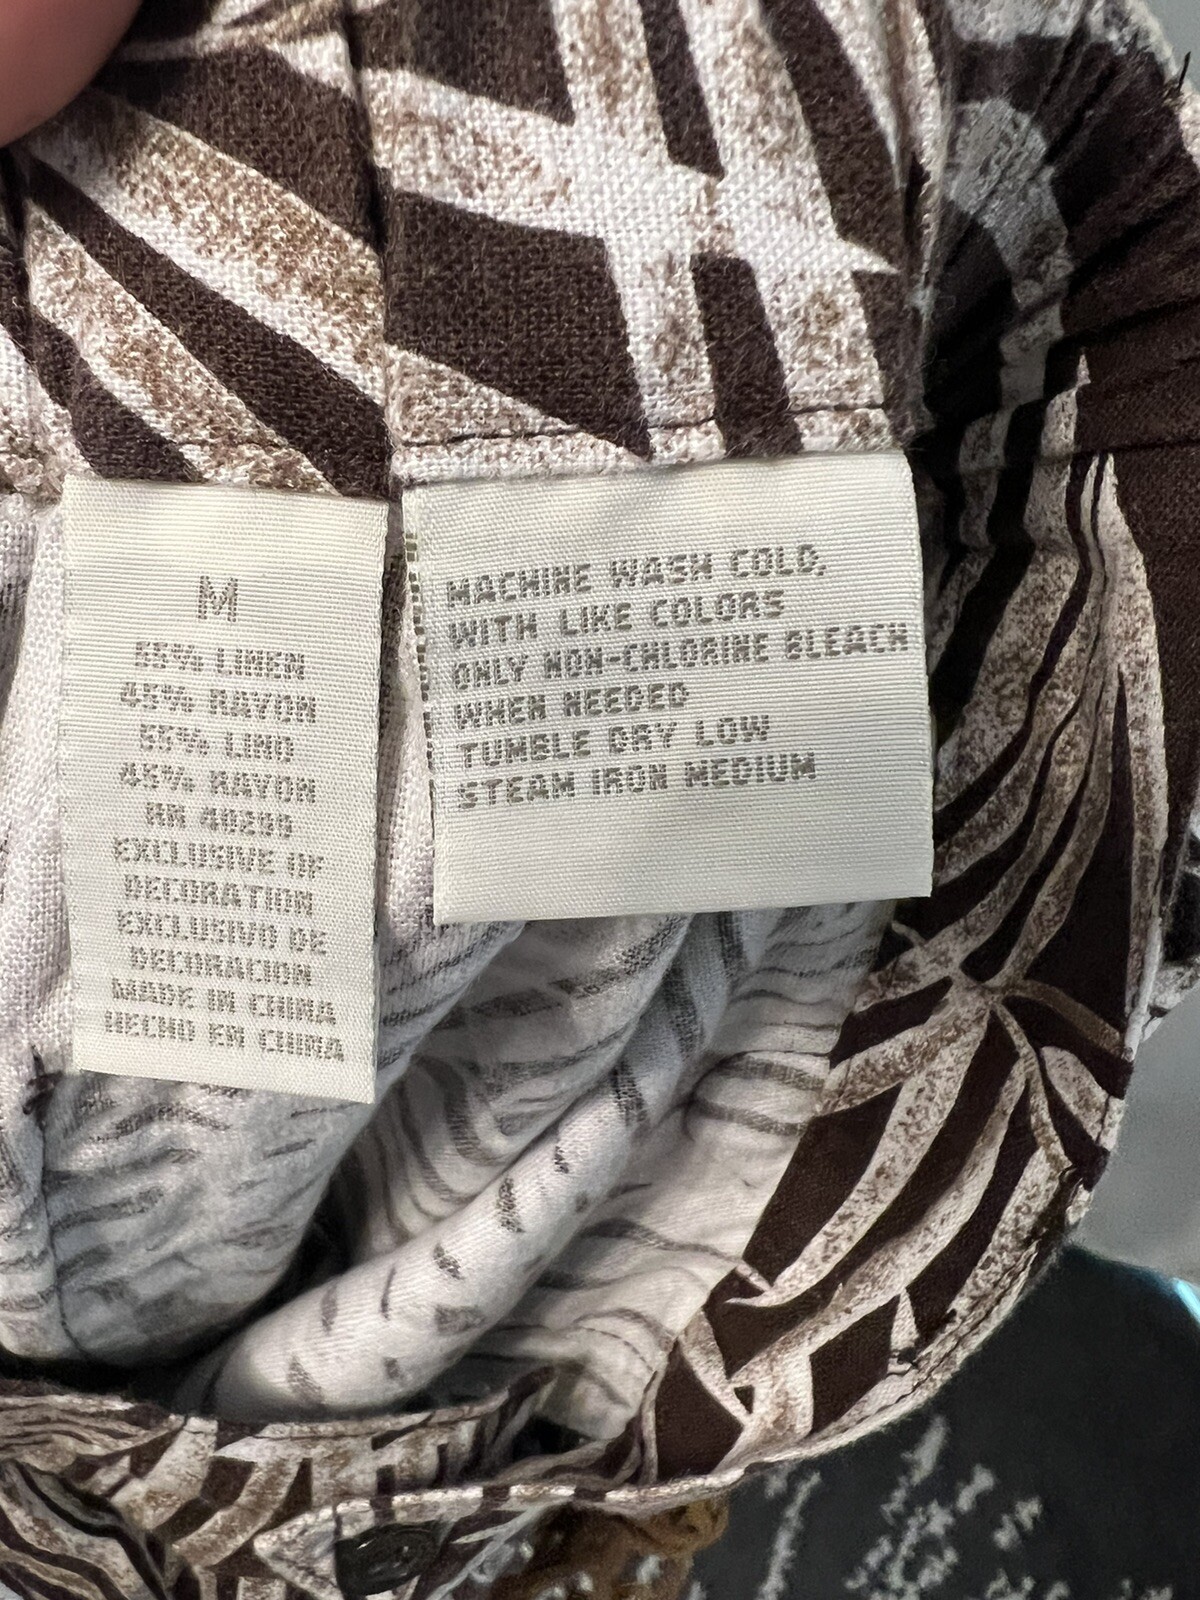 M
55% LINEN
45% RAYON
55% LINO
45% RAYON
RN 40299
EXCLUSIVE OF
DECORATION
EXCLUSIVO DE
DECORACION
MADE IN CHINA
HECHO EN CHINA
MACHINE WASH COLD,
WITH LIKE COLORS
ONLY NON-CHLORINE BLEACH
WHEN NEEDED
TUMBLE DRY LOW
STEAM IRON MEDIUM